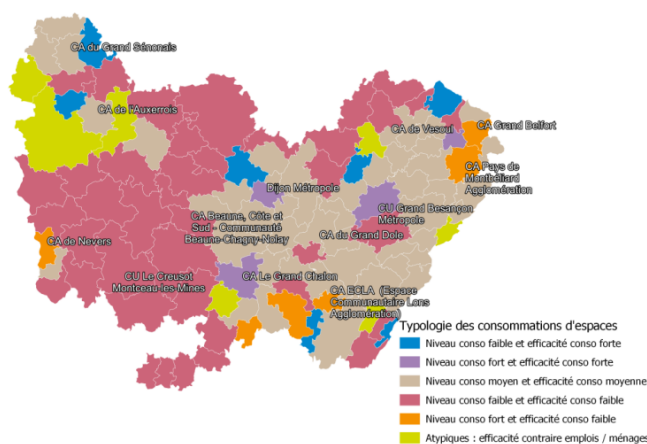 CA du Grand Sénonais
CA de l'Auxerrois
CA de Vesoul
CA Grand Belfort
CA Pays de
Montbéliard
Agglomération
Dijon Métropole
CU Grand Besançon
Métropole
CA Beaune, Côte et
Sud - Communauté
Beaune-Chagny-Nolay
CA du Grand Dole
CA de Nevers
CU Le Creusot
Montceau-les-Mines
CA Le Grand Chalon
CA ECLA (Espace
Communautaire Lons
Agglomération)
Typologie des consommations d'espaces
Niveau conso faible et efficacité conso forte
Niveau conso fort et efficacité conso forte
Niveau conso moyen et efficacité conso moyenne
Niveau conso faible et efficacité conso faible
Niveau conso fort et efficacité conso faible
Atypiques : efficacité contraire emplois / ménages